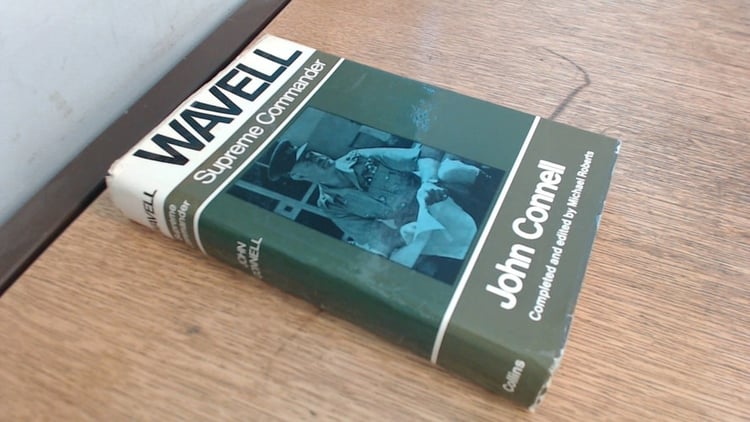 WAVELL
Supreme Commander
John Connell
Completed and edited by Michael Roberts
WAVELL
Supreme
Commander
JOHN
CONNELL
Collins